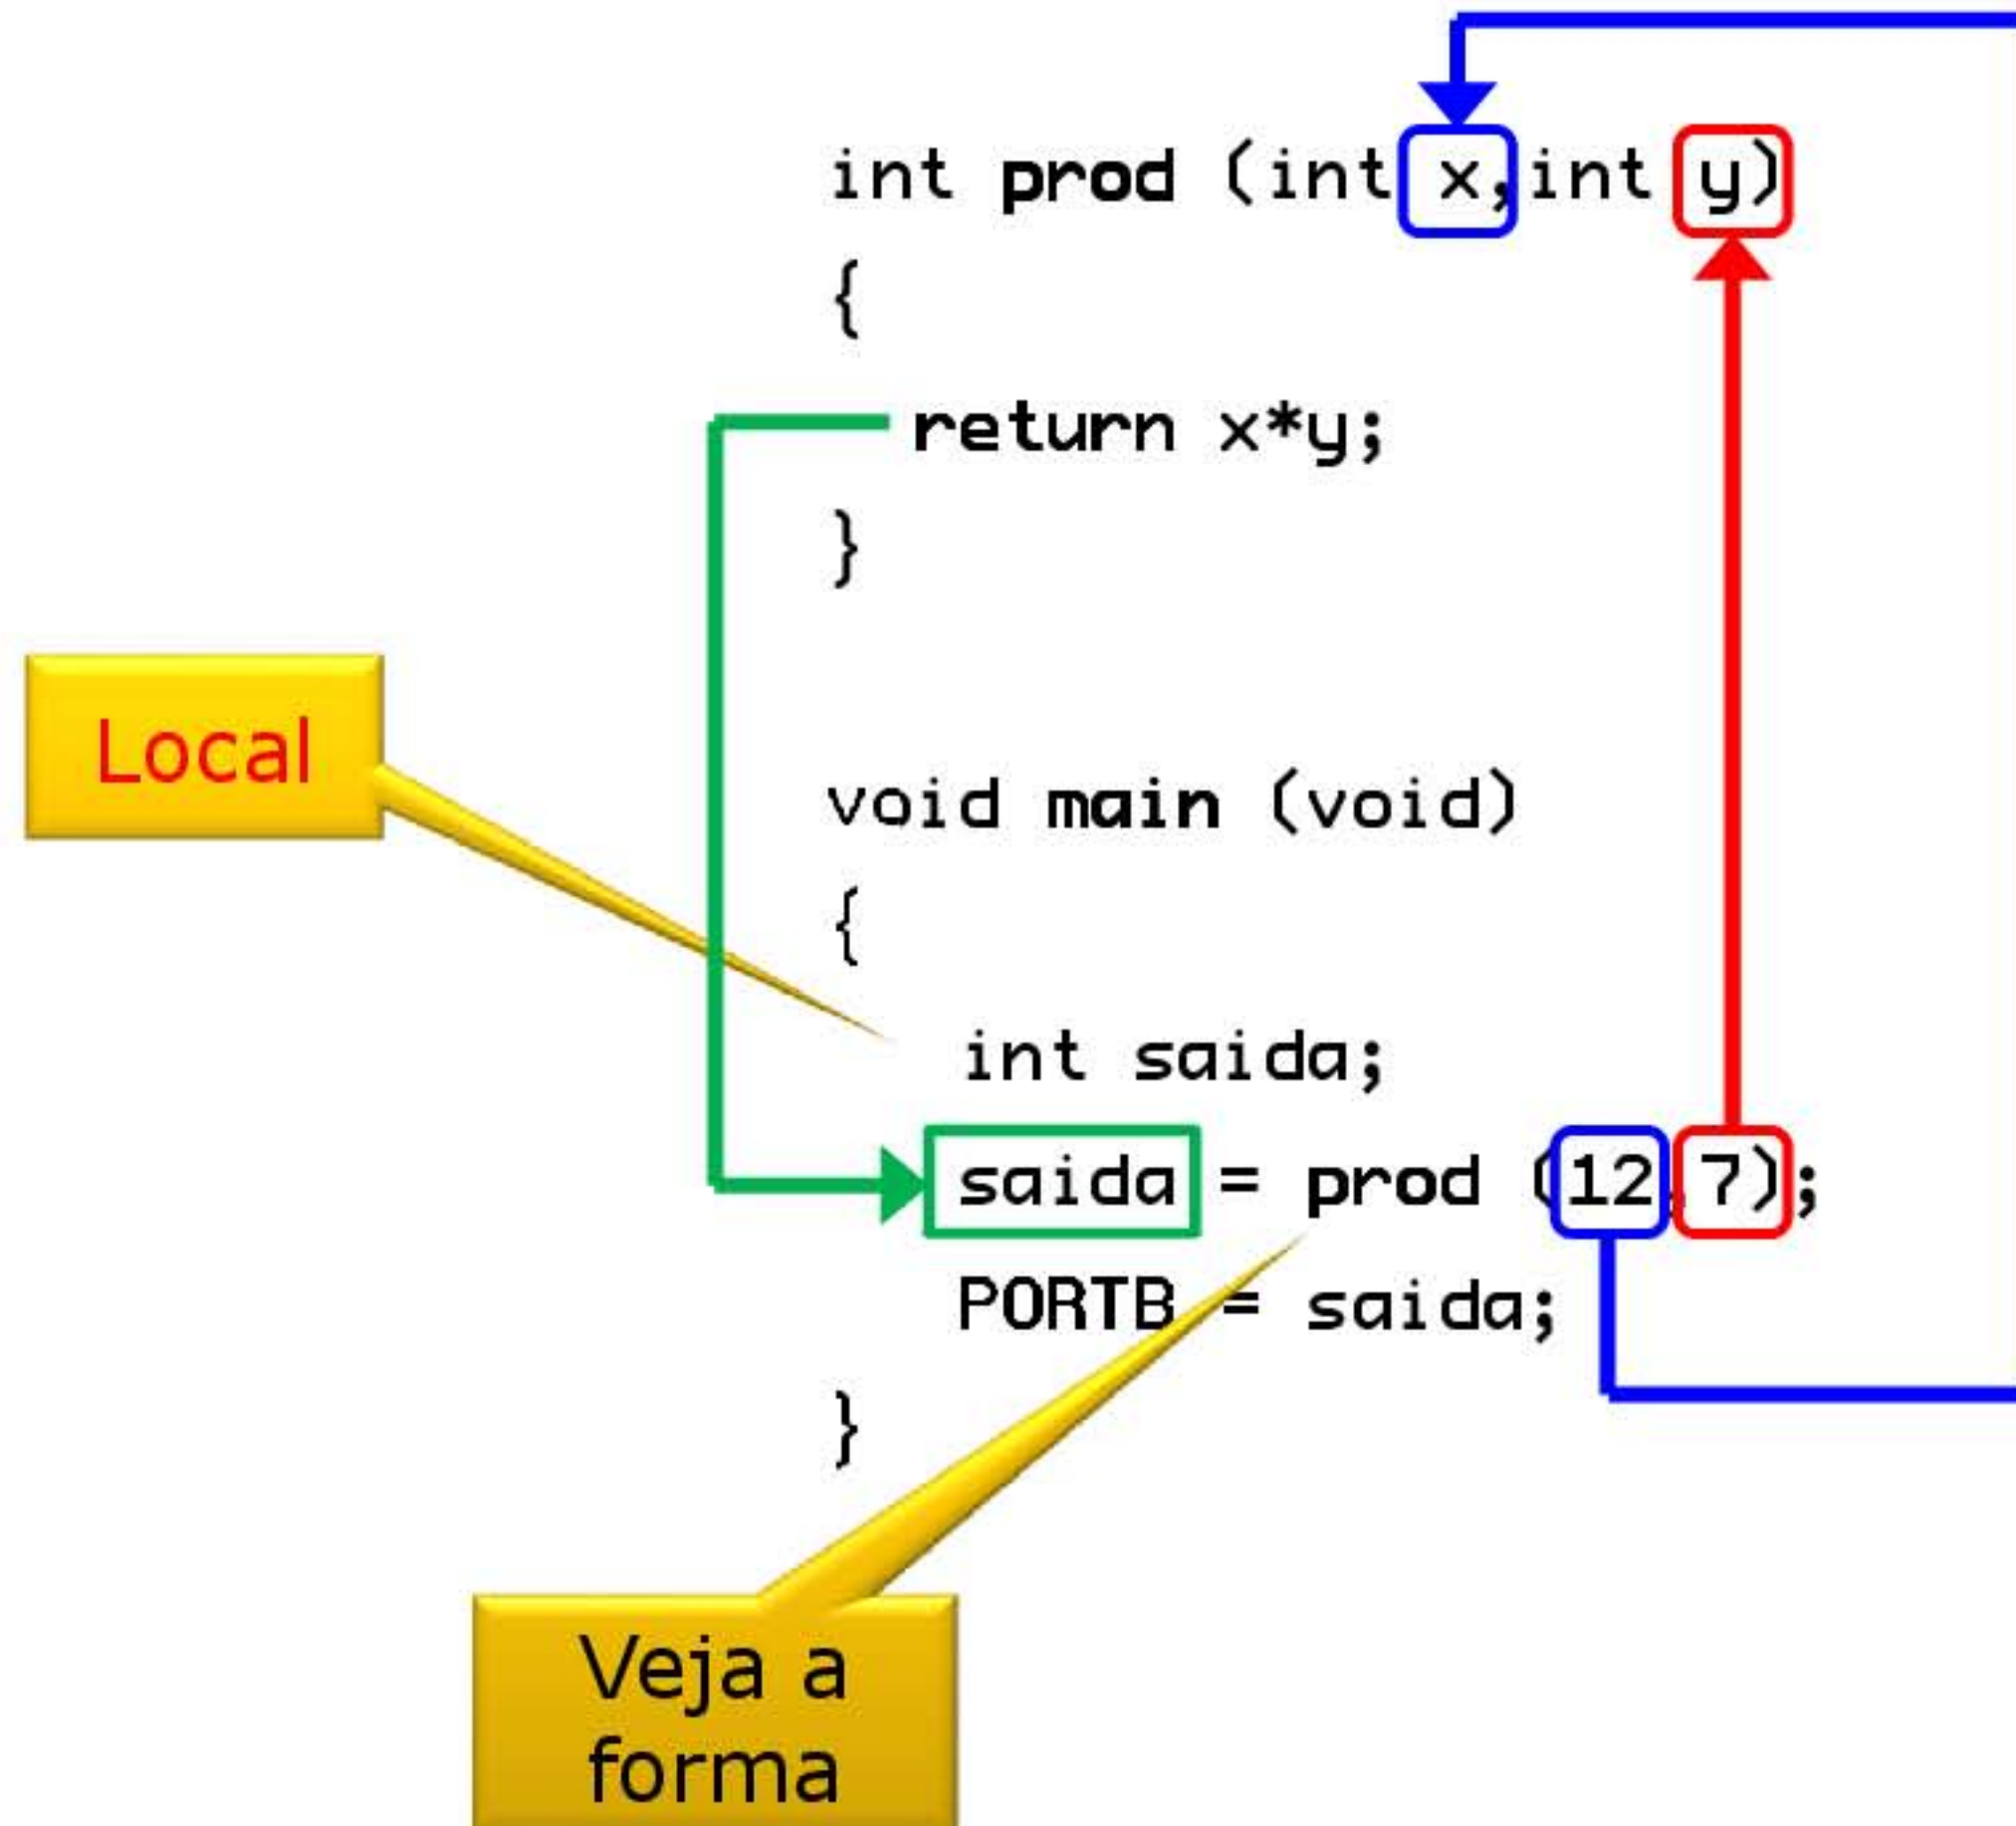 int prod (int x,int y)
{
return x*y;
}
Local
void main (void)
{
int saida;
saida = prod (12,7);
PORTB = saida;
}
Veja a
forma